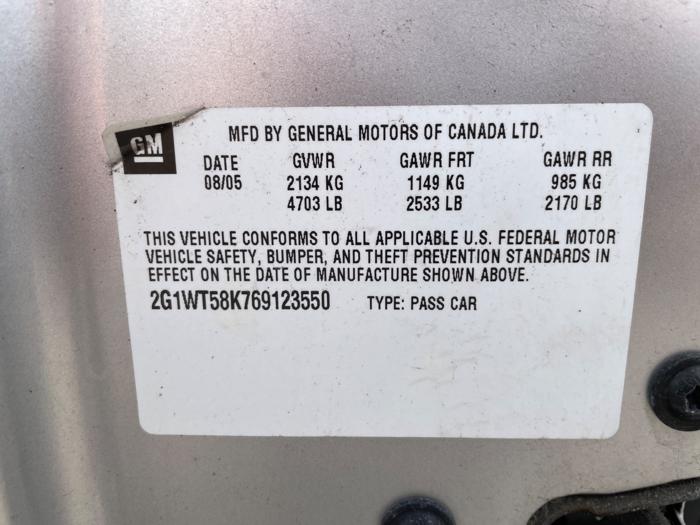 GM
MFD BY GENERAL MOTORS OF CANADA LTD.
DATE GVWR GAWR FRT GAWR RR
08/05 2134 KG 1149 KG 985 KG
4703 LB 2533 LB 2170 LB
THIS VEHICLE CONFORMS TO ALL APPLICABLE U.S. FEDERAL MOTOR
VEHICLE SAFETY, BUMPER, AND THEFT PREVENTION STANDARDS IN
EFFECT ON THE DATE OF MANUFACTURE SHOWN ABOVE.
2G1WT58K769123550 TYPE: PASS CAR